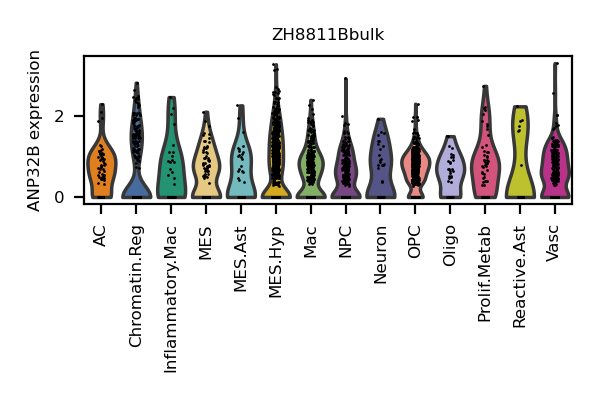 ZH8811Bbulk
ANP32B expression
2
0
AC
Chromatin.Reg
Inflammatory.Mac
MES
MES.Ast
MES.Hyp
Mac
NPC
Neuron
OPC
Oligo
Prolif.Metab
Reactive.Ast
Vasc